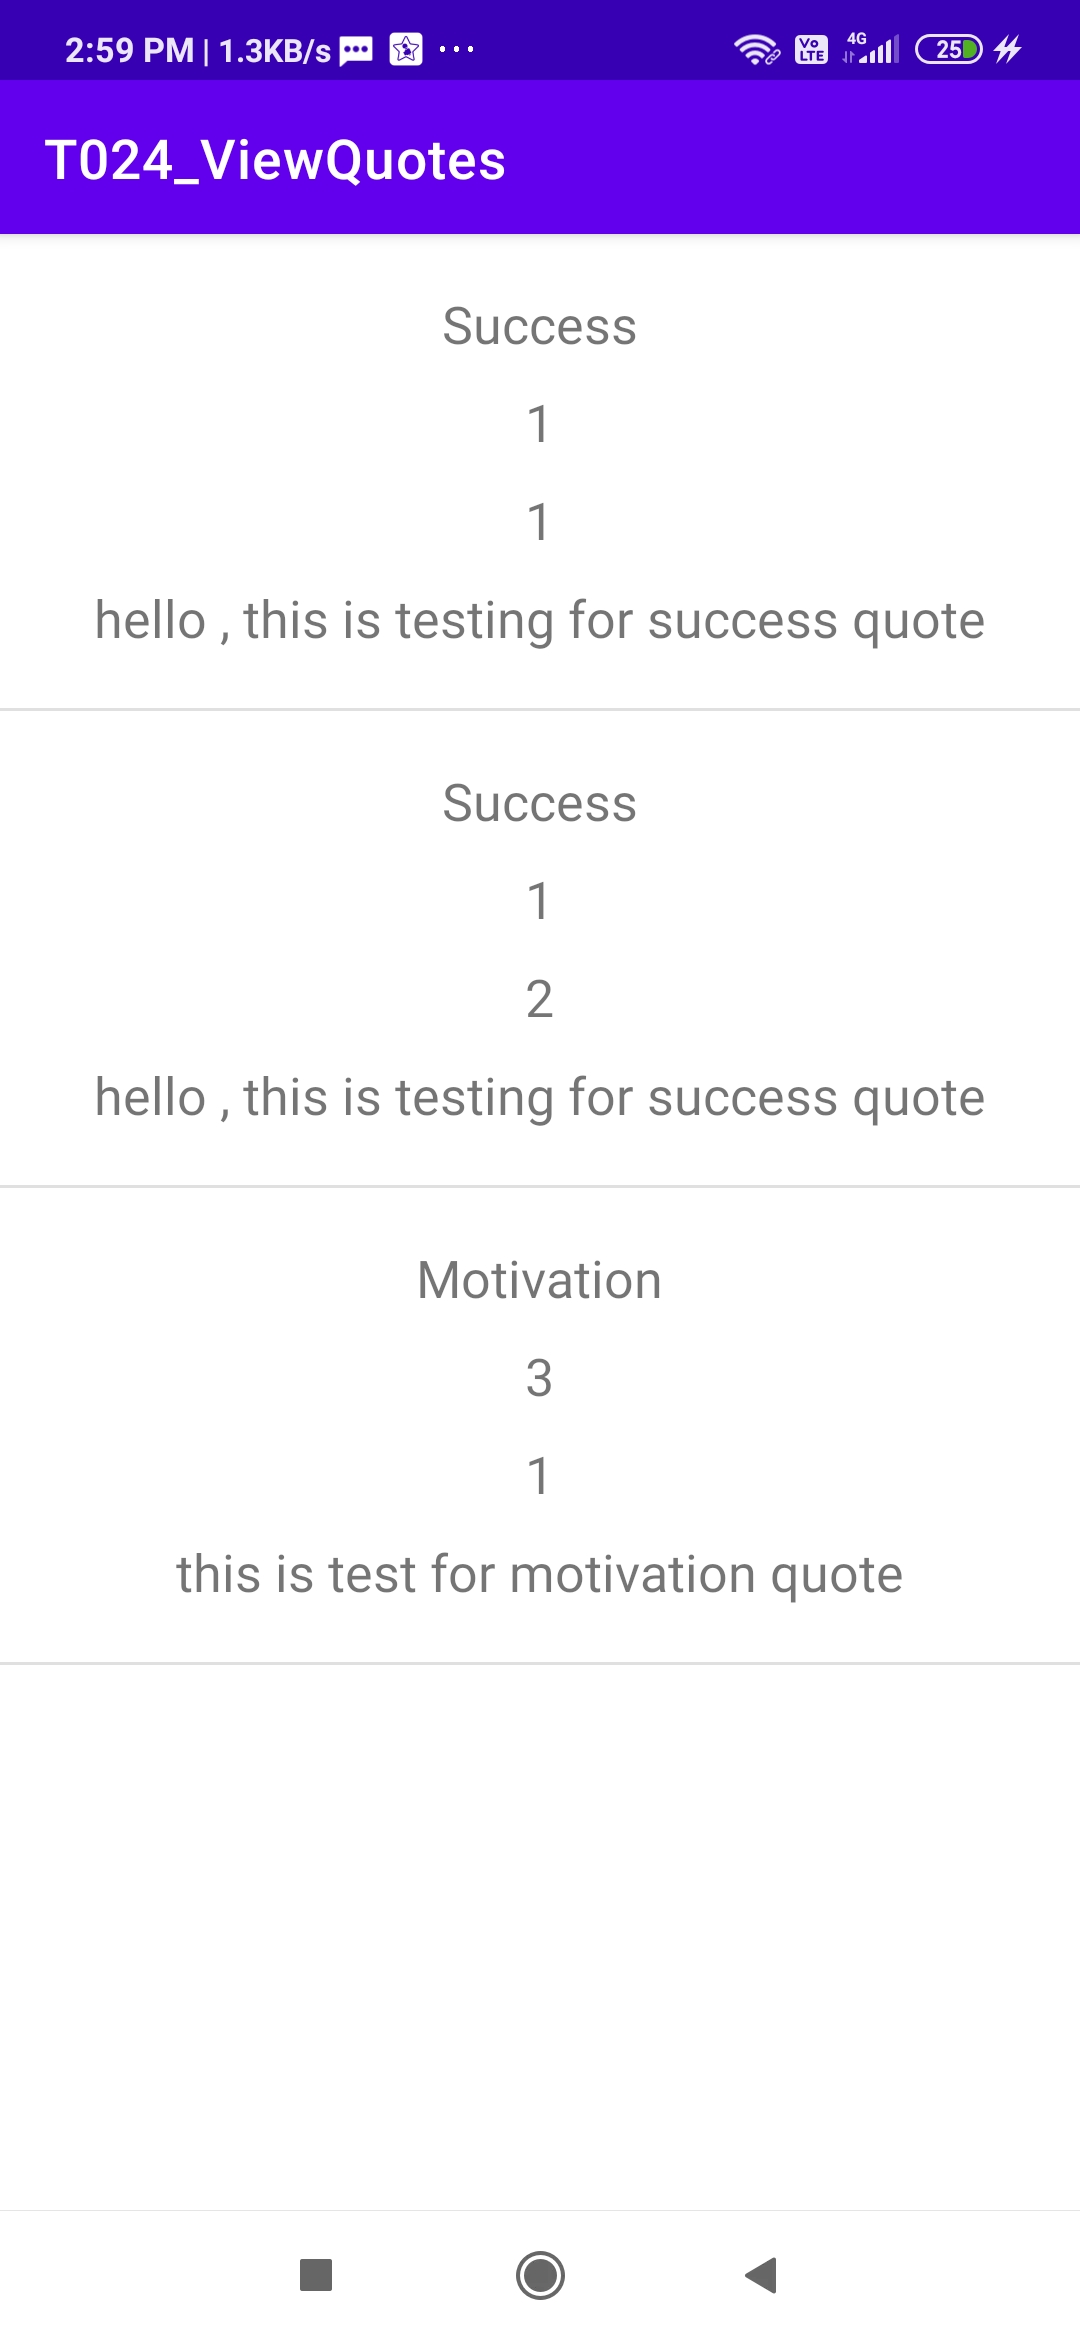 2:59 PM | 1.3KB/s ... Vo LTE 4G 25
T024_ViewQuotes
Success
1
1
hello , this is testing for success quote
Success
1
2
hello , this is testing for success quote
Motivation
3
1
this is test for motivation quote